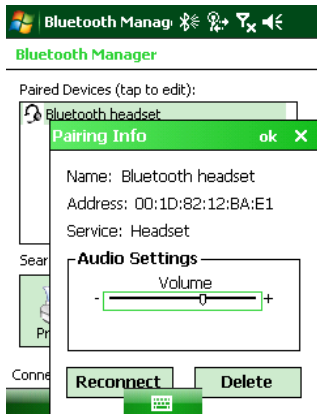 Bluetooth Manag
Bluetooth Manager
Paired Devices (tap to edit):
Bluetooth headset
Pairing Info ok X
Name: Bluetooth headset
Address: 00:1D:82:12:BA:E1
Service: Headset
Audio Settings
Volume
- +
Sear
Pr
Conne
Reconnect Delete